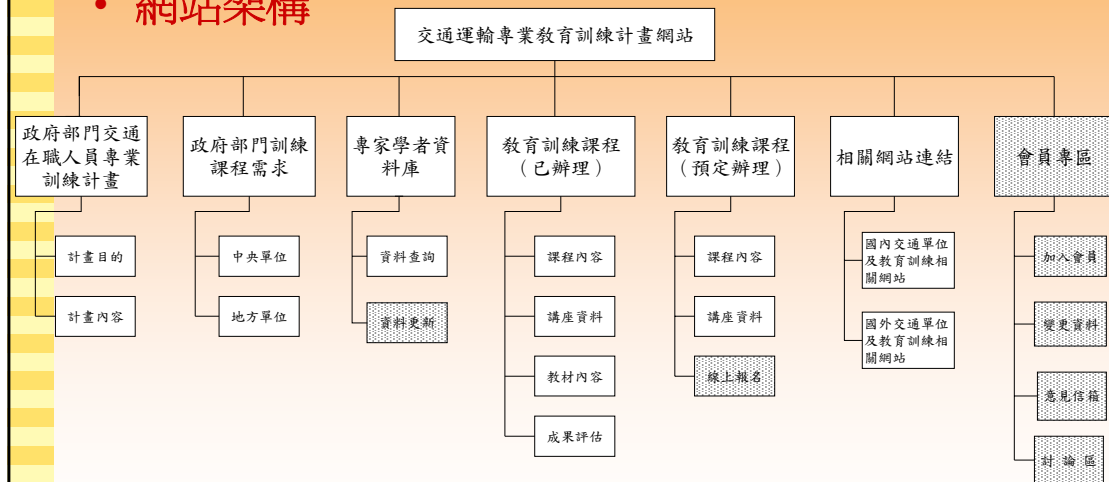 • 網站架構
交通運輸專業教育訓練計畫網站
政府部門交通
在職人員專業
訓練計畫
計畫目的
計畫內容
政府部門訓練
課程需求
中央單位
地方單位
專家學者資
料庫
資料查詢
資料更新
教育訓練課程
（已辦理）
課程內容
講座資料
教材內容
成果評估
教育訓練課程
（預定辦理）
課程內容
講座資料
線上報名
相關網站連結
國內交通單位
及教育訓練相
關網站
國外交通單位
及教育訓練相
關網站
會員專區
加入會員
變更資料
意見信箱
討論區